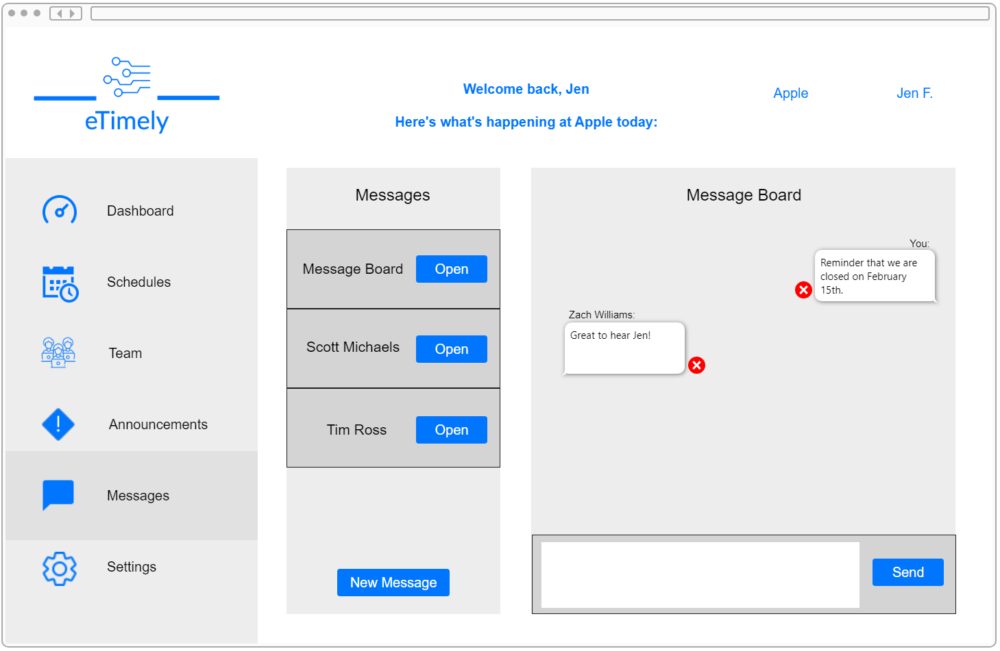 eTimely
Welcome back, Jen
Here's what's happening at Apple today:
Apple
Jen F.
Dashboard
Schedules
Team
Announcements
Messages
Settings
Messages
Message Board
Open
Scott Michaels
Open
Tim Ross
Open
New Message
Message Board
You:
Reminder that we are
closed on February
15th.
Zach Williams:
Great to hear Jen!
Send